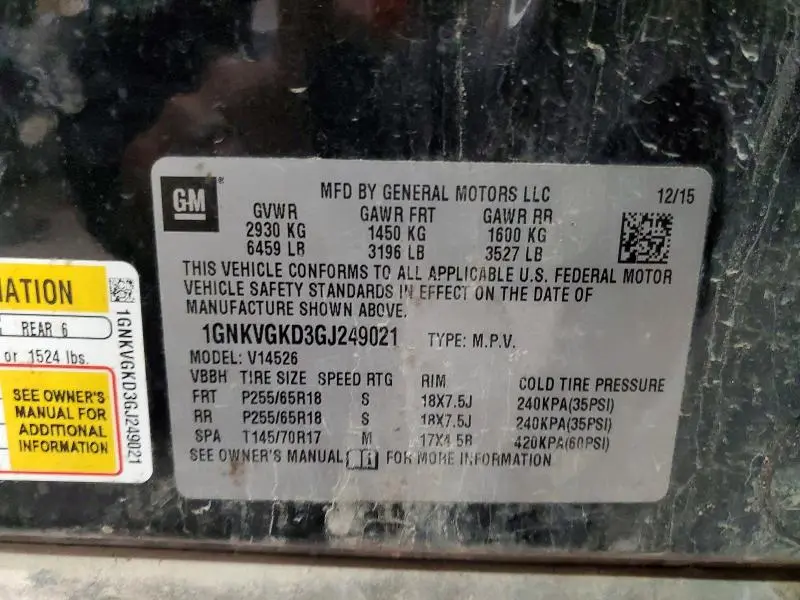 GM
MFD BY GENERAL MOTORS LLC 12/15
GVWR GAWR FRT GAWR RR
2930 KG 1450 KG 1600 KG
6459 LB 3196 LB 3527 LB
THIS VEHICLE CONFORMS TO ALL APPLICABLE U.S. FEDERAL MOTOR
VEHICLE SAFETY STANDARDS IN EFFECT ON THE DATE OF
MANUFACTURE SHOWN ABOVE.
1GNKVGKD3GJ249021 TYPE: M.P.V.
MODEL: V14526
VBBH TIRE SIZE SPEED RTG RIM COLD TIRE PRESSURE
FRT P255/65R18 S 18X7.5J 240KPA(35PSI)
RR P255/65R18 S 18X7.5J 240KPA(35PSI)
SPA T145/70R17 M 17X4.5B 420KPA(60PSI)
SEE OWNER'S MANUAL FOR MORE INFORMATION
MATION
REAR 6
or 1524 lbs.
SEE OWNER'S
MANUAL FOR
ADDITIONAL
INFORMATION
1GNKVGKD3GJ249021